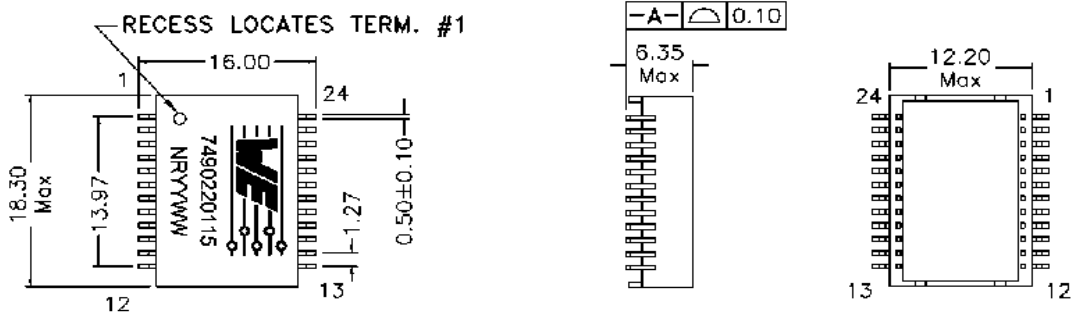 RECESS LOCATES TERM. #1
16.00
1
24
18.30
Max
13.97
NRYYWW
7490220115
WE
1.27
0.50±0.10
12
13
-A- 0.10
6.35
Max
12.20
Max
24
1
13
12